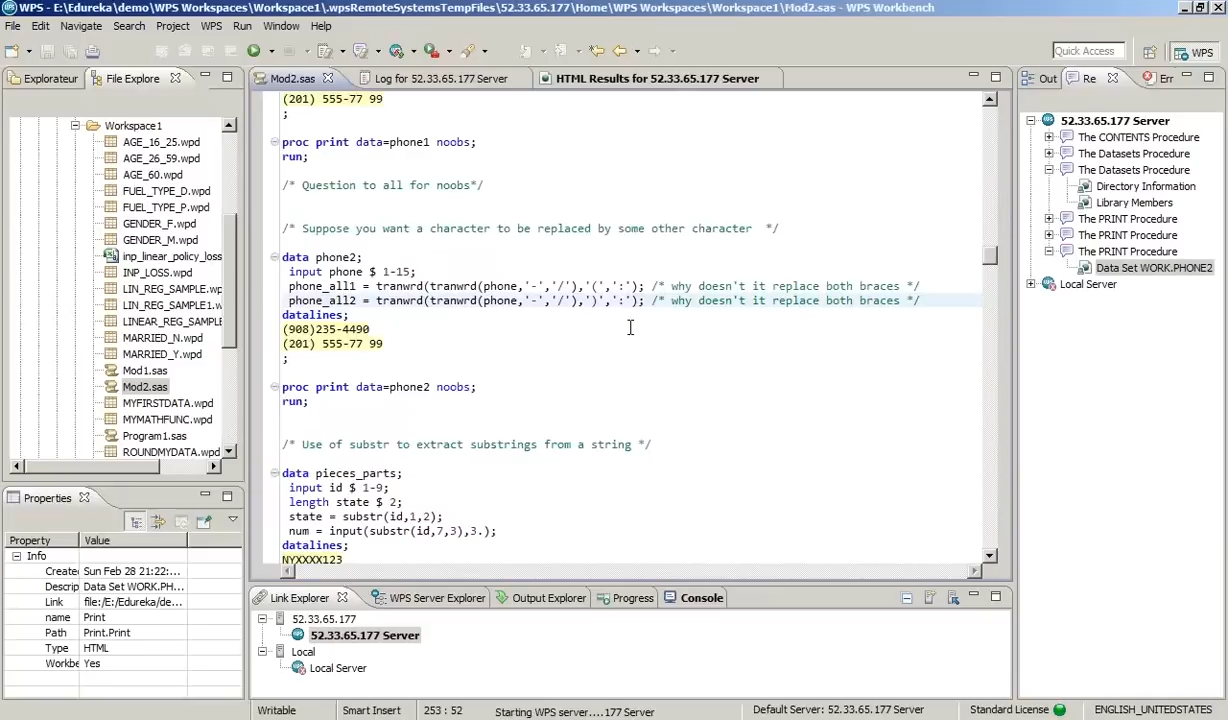 WPS - E:\Edureka\demo\WPS Workspaces\Workspace1\.wpsRemoteSystemsTempFiles\52.33.65.177\Home\WPS Workspaces\Workspace1\Mod2.sas - WPS Workbench
File Edit Navigate Search Project WPS Run Window Help
Quick Access
WPS
Explorateur File Explore
Workspace1
AGE_16_25.wpd
AGE_26_59.wpd
AGE_60.wpd
FUEL_TYPE_D.wpd
FUEL_TYPE_P.wpd
GENDER_F.wpd
GENDER_M.wpd
inp_linear_policy_loss
INP_LOSS.wpd
LIN_REG_SAMPLE.wp
LIN_REG_SAMPLE1.w
LINEAR_REG_SAMPLE
MARRIED_N.wpd
MARRIED_Y.wpd
Mod1.sas
Mod2.sas
MYFIRSTDATA.wpd
MYMATHFUNC.wpd
Program1.sas
ROUNDMYDATA.wpd
Properties
Property Value
Info
Create Sun Feb 28 21:22:...
Descrip Data Set WORK.PH...
Link file:/E:/Edureka/de...
name Print
Path Print.Print
Type HTML
Workbe Yes
Mod2.sas Log for 52.33.65.177 Server HTML Results for 52.33.65.177 Server
(201) 555-77 99
;
proc print data=phone1 noobs;
run;
/* Question to all for noobs*/
/* Suppose you want a character to be replaced by some other character */
data phone2;
input phone $ 1-15;
phone_all1 = tranwrd(tranwrd(phone,'-','/'),'(',':'); /* why doesn't it replace both braces */
phone_all2 = tranwrd(tranwrd(phone,'-','/'),')',':'); /* why doesn't it replace both braces */
datalines;
(908)235-4490
(201) 555-77 99
;
proc print data=phone2 noobs;
run;
/* Use of substr to extract substrings from a string */
data pieces_parts;
input id $ 1-9;
length state $ 2;
state = substr(id,1,2);
num = input(substr(id,7,3),3.);
datalines;
NYXXXX123
Link Explorer WPS Server Explorer Output Explorer Progress Console
52.33.65.177
52.33.65.177 Server
Local
Local Server
Out Re Err
52.33.65.177 Server
The CONTENTS Procedure
The Datasets Procedure
The Datasets Procedure
Directory Information
Library Members
The PRINT Procedure
The PRINT Procedure
The PRINT Procedure
Data Set WORK.PHONE2
Local Server
Writable Smart Insert 253 : 52 Starting WPS server....177 Server Default Server: 52.33.65.177 Server Standard License ENGLISH_UNITEDSTATES